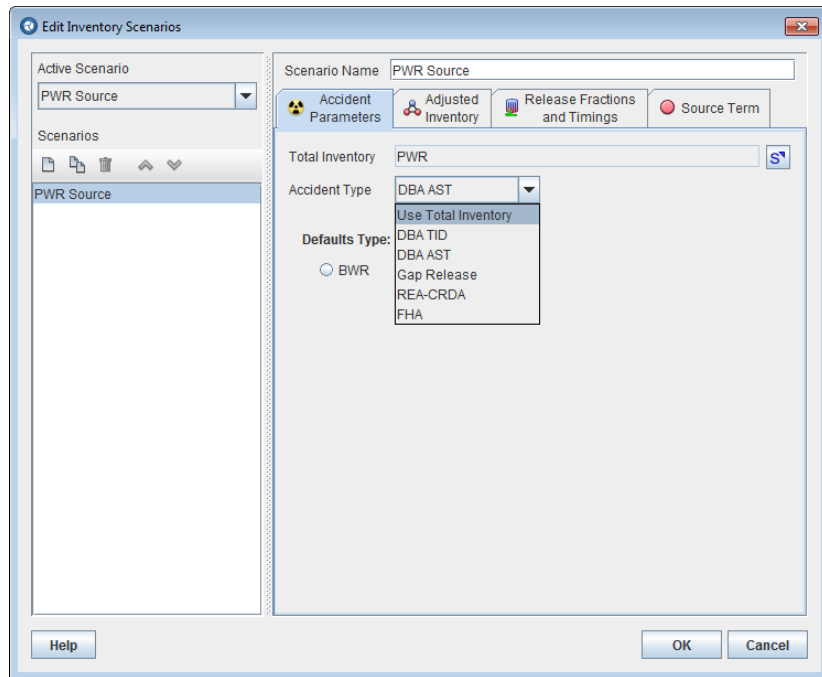 Edit Inventory Scenarios
Active Scenario
PWR Source
Scenarios
PWR Source
Scenario Name PWR Source
Accident Parameters
Adjusted Inventory
Release Fractions and Timings
Source Term
Total Inventory PWR
S
Accident Type DBA AST
Use Total Inventory
DBA TID
DBA AST
Gap Release
REA-CRDA
FHA
Defaults Type:
BWR
Help
OK
Cancel